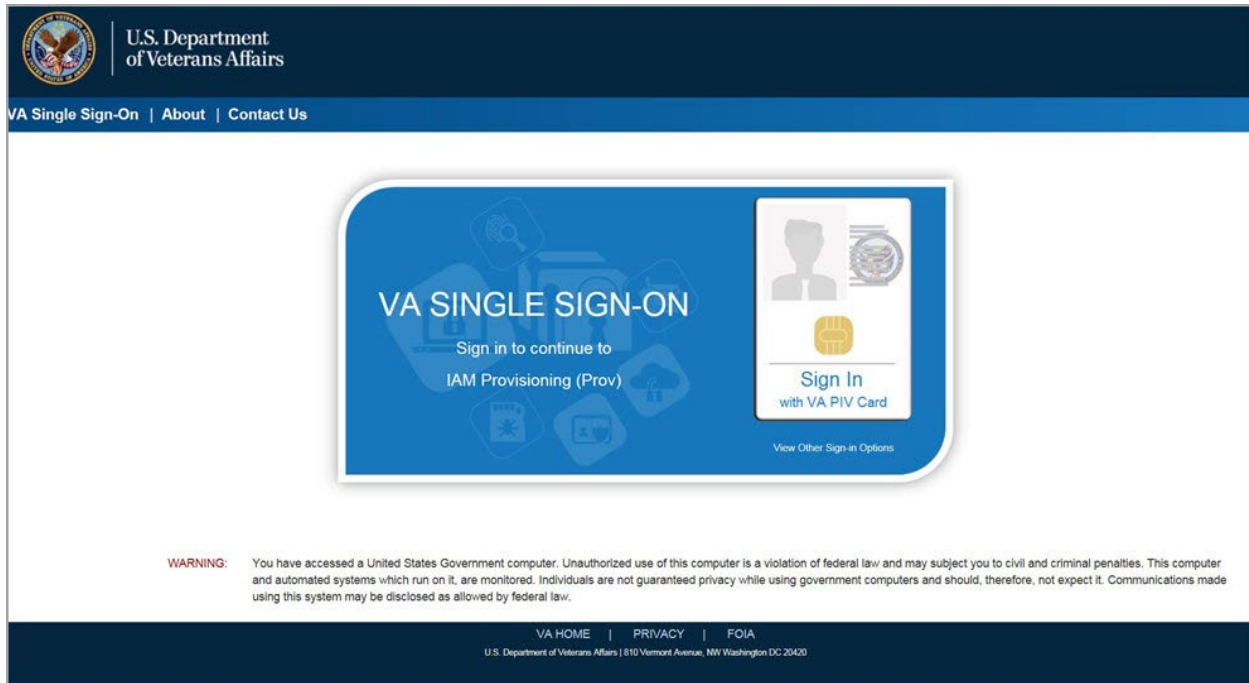 U.S. Department
of Veterans Affairs
VA Single Sign-On | About | Contact Us
VA SINGLE SIGN-ON
Sign in to continue to
IAM Provisioning (Prov)
Sign In
with VA PIV Card
View Other Sign-in Options
WARNING: You have accessed a United States Government computer. Unauthorized use of this computer is a violation of federal law and may subject you to civil and criminal penalties. This computer
and automated systems which run on it, are monitored. Individuals are not guaranteed privacy while using government computers and should, therefore, not expect it. Communications made
using this system may be disclosed as allowed by federal law.
VA HOME | PRIVACY | FOIA
U.S. Department of Veterans Affairs | 810 Vermont Avenue, NW Washington DC 20420